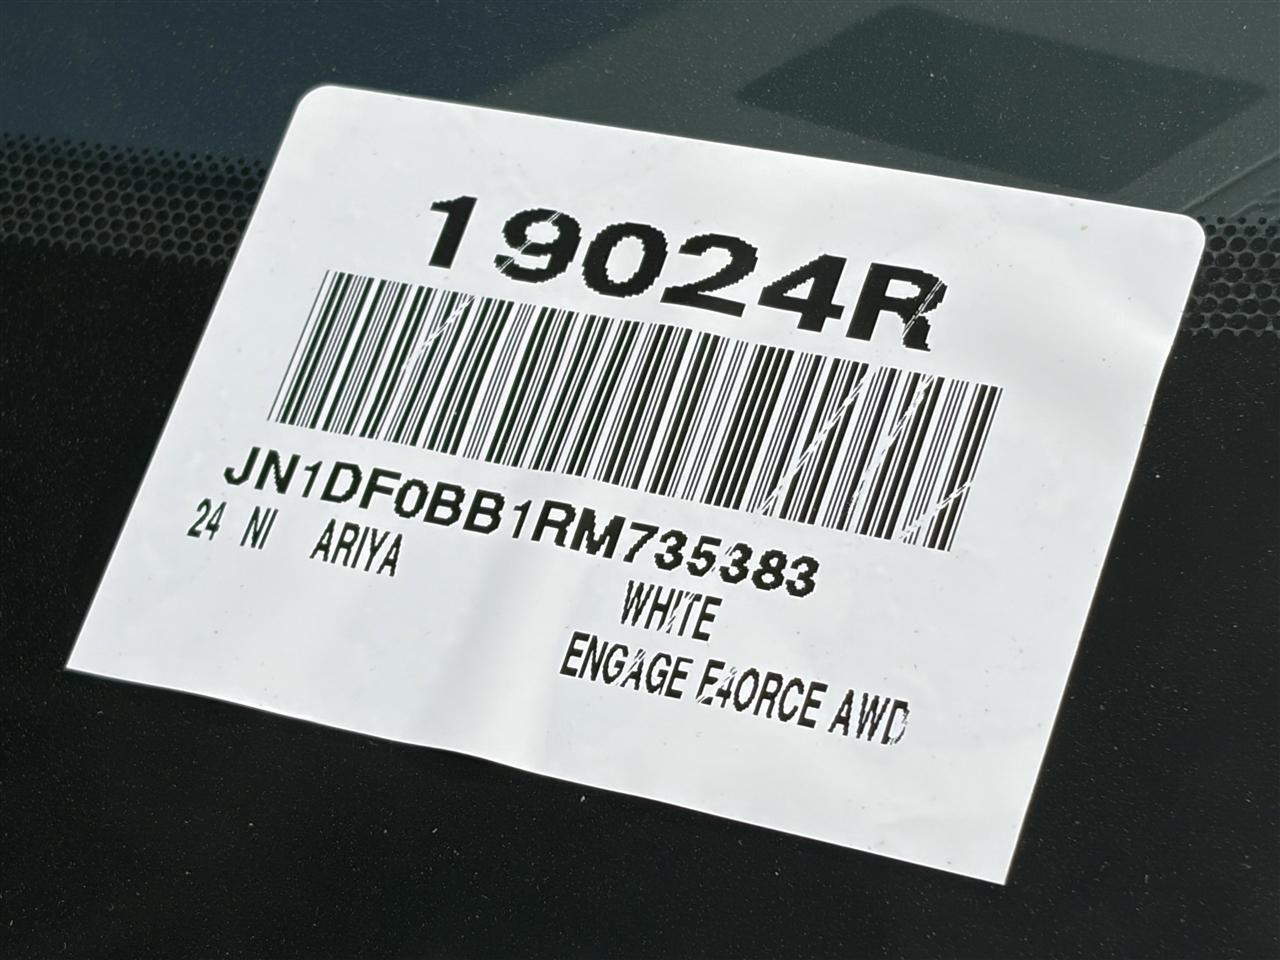 19024R
JN1DF0BB1RM735383
24 NI ARIYA
WHITE
ENGAGE E4ORCE AWD